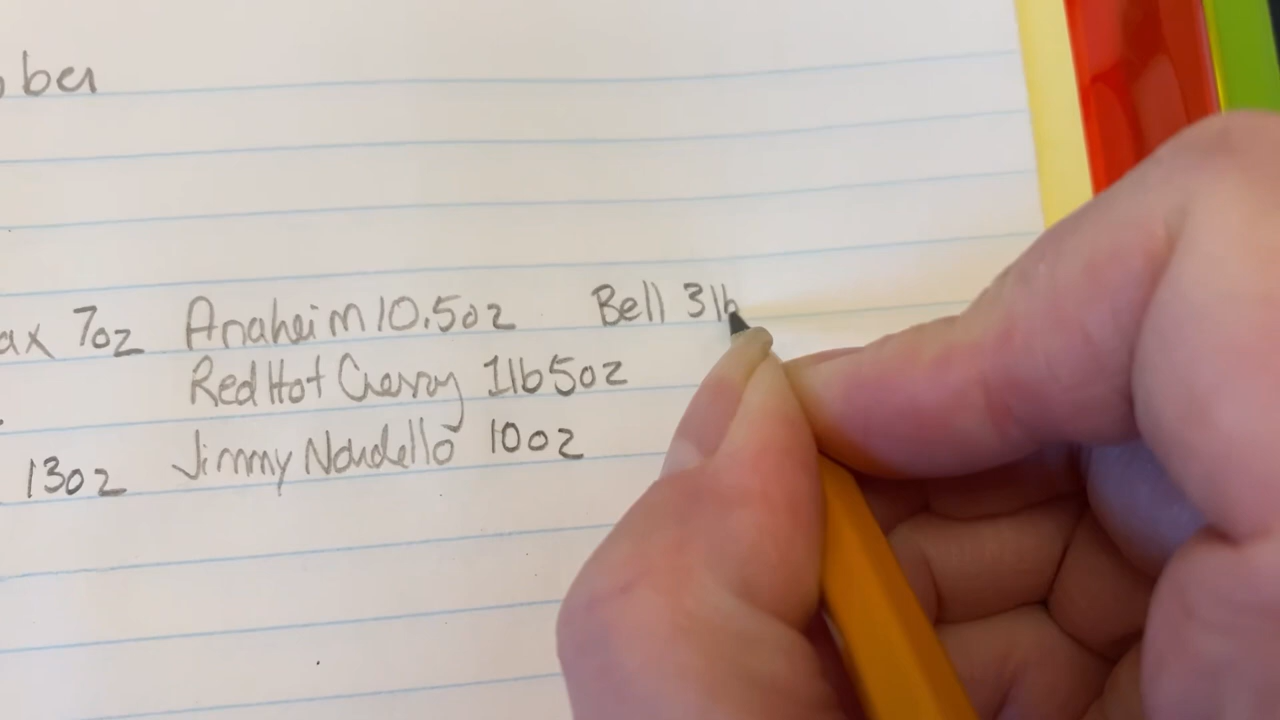 ber
ax 7oz Anaheim 10.5oz Bell 3lb
Red Hot Cherry 1lb 5oz
13oz Jimmy Nardello 10oz